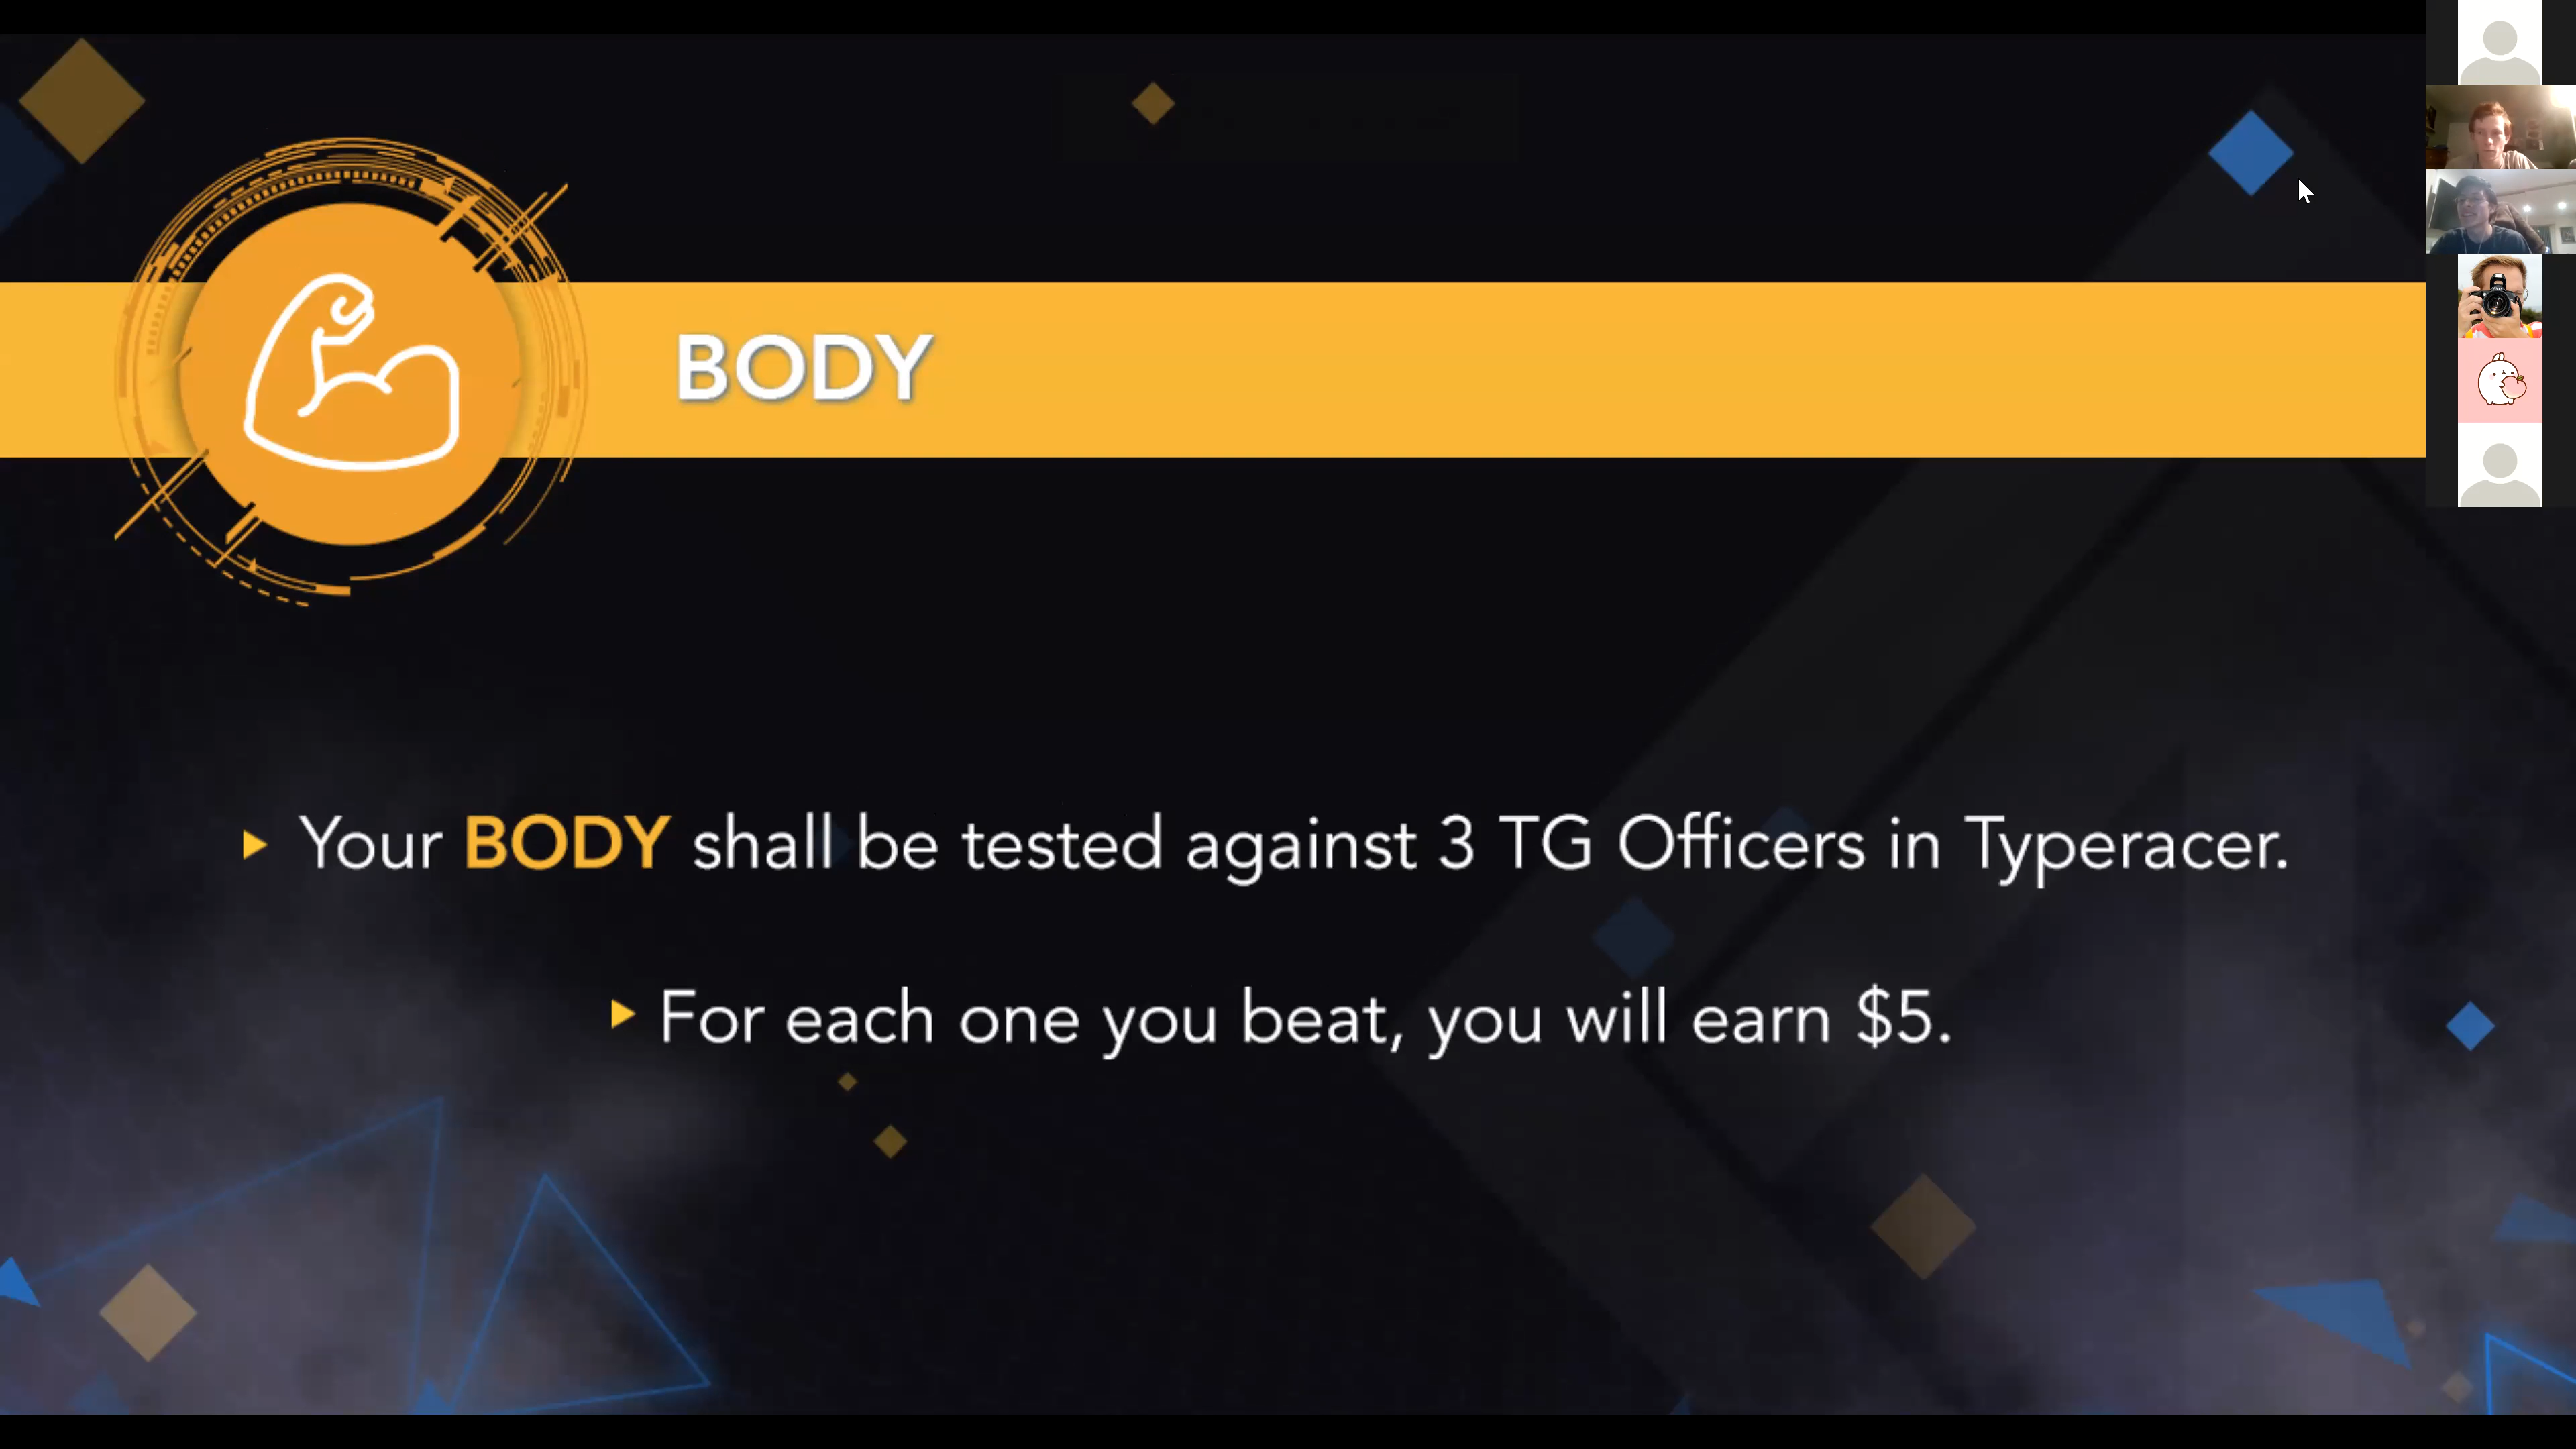 BODY
Your BODY shall be tested against 3 TG Officers in Typeracer.
For each one you beat, you will earn $5.